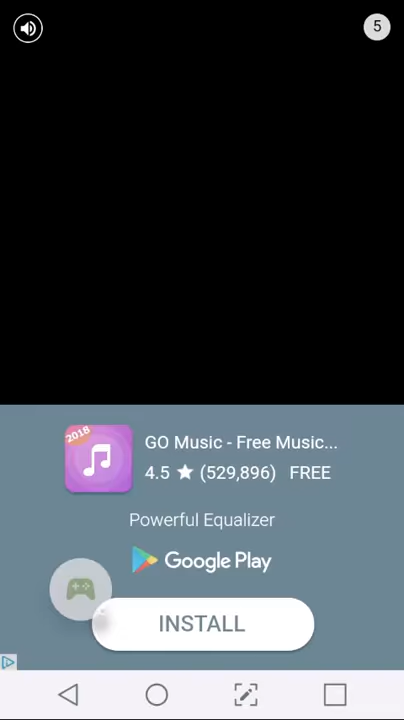 5
2018
GO Music - Free Music...
4.5 ★ (529,896) FREE
Powerful Equalizer
Google Play
INSTALL